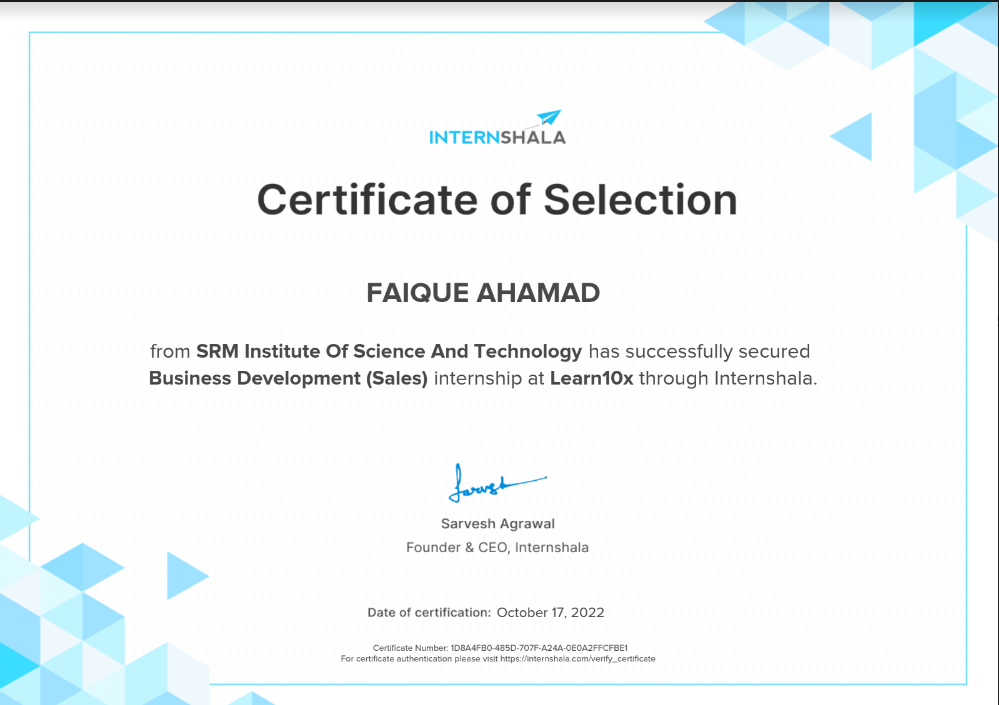 INTERNSHALA
Certificate of Selection
FAIQUE AHAMAD
from SRM Institute Of Science And Technology has successfully secured
Business Development (Sales) internship at Learn10x through Internshala.
Sarvesh
Sarvesh Agrawal
Founder & CEO, Internshala
Date of certification: October 17, 2022
Certificate Number: 1D8A4FB0-485D-707F-A24A-0E0A2FFCFBE1
For certificate authentication please visit https://internshala.com/verify_certificate